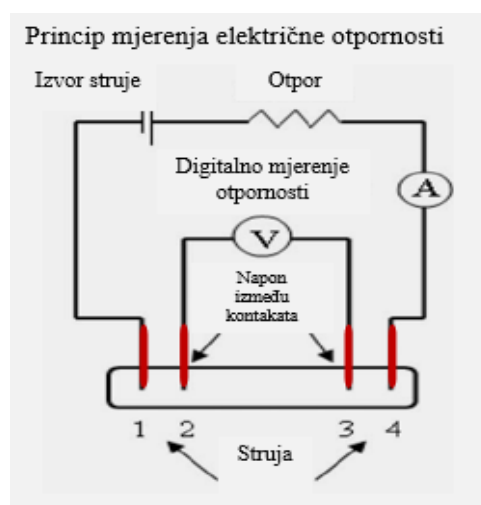 Princip mjerenja električne otpornosti
Izvor struje
Otpor
Digitalno mjerenje
otpornosti
A
V
Napon
između
kontakata
1 2 3 4
Struja